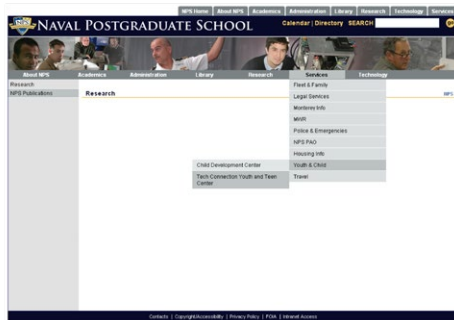 NPS Home | About NPS | Academics | Administration | Library | Research | Technology | Services
NAVAL POSTGRADUATE SCHOOL
Calendar | Directory SEARCH
About NPS Academics Administration Library Research Services Technology
Research
NPS Publications
Research
NPS
Fleet & Family
Legal Services
Monterey Info
MWR
Police & Emergencies
NPS PAO
Housing Info
Youth & Child
Travel
Child Development Center
Tech Connection Youth and Teen
Center
Contacts | Copyright/Accessibility | Privacy Policy | FOIA | Intranet Access